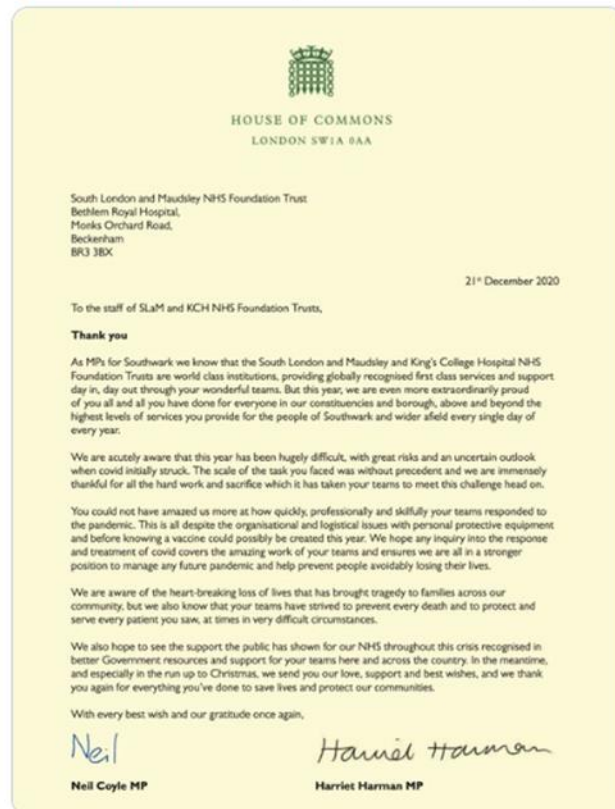 HOUSE OF COMMONS
LONDON SW1A 0AA
South London and Maudsley NHS Foundation Trust
Bethlem Royal Hospital,
Monks Orchard Road,
Beckenham
BR3 3BX
21st December 2020
To the staff of SLaM and KCH NHS Foundation Trusts,
Thank you
As MPs for Southwark we know that the South London and Maudsley and King's College Hospital NHS
Foundation Trusts are world class institutions, providing globally recognised first class services and support
day in, day out through your wonderful teams. But this year, we are even more extraordinarily proud
of you all and all you have done for everyone in our constituencies and borough, above and beyond the
highest levels of services you provide for the people of Southwark and wider afield every single day of
every year.
We are acutely aware that this year has been hugely difficult, with great risks and an uncertain outlook
when covid initially struck. The scale of the task you faced was without precedent and we are immensely
thankful for all the hard work and sacrifice which it has taken your teams to meet this challenge head on.
You could not have amazed us more at how quickly, professionally and skilfully your teams responded to
the pandemic. This is all despite the organisational and logistical issues with personal protective equipment
and before knowing a vaccine could possibly be created this year. We hope any inquiry into the response
and treatment of covid covers the amazing work of your teams and ensures we are all in a stronger
position to manage any future pandemic and help prevent people avoidably losing their lives.
We are aware of the heart-breaking loss of lives that has brought tragedy to families across our
community, but we also know that your teams have strived to prevent every death and to protect and
serve every patient you saw, at times in very difficult circumstances.
We also hope to see the support the public has shown for our NHS throughout this crisis recognised in
better Government resources and support for your teams here and across the country. In the meantime,
and especially in the run up to Christmas, we send you our love, support and best wishes, and we thank
you again for everything you've done to save lives and protect our communities.
With every best wish and our gratitude once again,
Neil Harriet Harman
Neil Coyle MP Harriet Harman MP